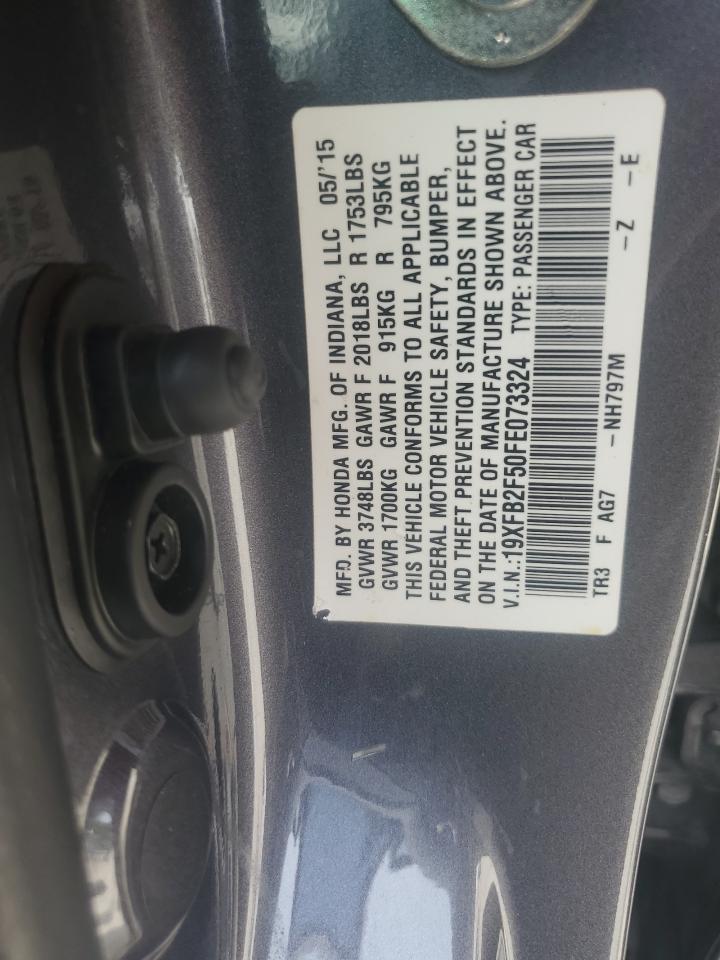 MFD. BY HONDA MFG. OF INDIANA, LLC 05/'15
GVWR 3748LBS GAWR F 2018LBS R 1753LBS
GVWR 1700KG GAWR F 915KG R 795KG
THIS VEHICLE CONFORMS TO ALL APPLICABLE
FEDERAL MOTOR VEHICLE SAFETY, BUMPER,
AND THEFT PREVENTION STANDARDS IN EFFECT
ON THE DATE OF MANUFACTURE SHOWN ABOVE.
V.I.N.:19XFB2F50FE073324 TYPE: PASSENGER CAR
TR3 F AG7 -NH797M -Z -E